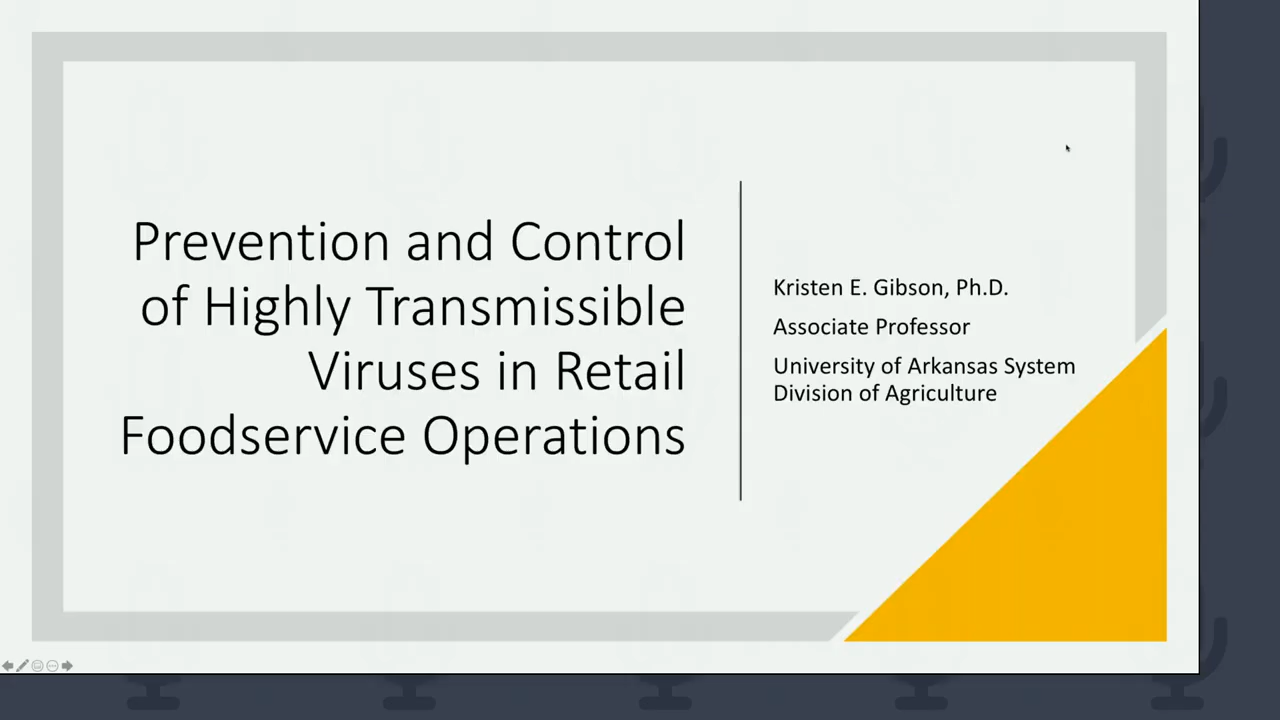 Prevention and Control
of Highly Transmissible
Viruses in Retail
Foodservice Operations
Kristen E. Gibson, Ph.D.
Associate Professor
University of Arkansas System
Division of Agriculture